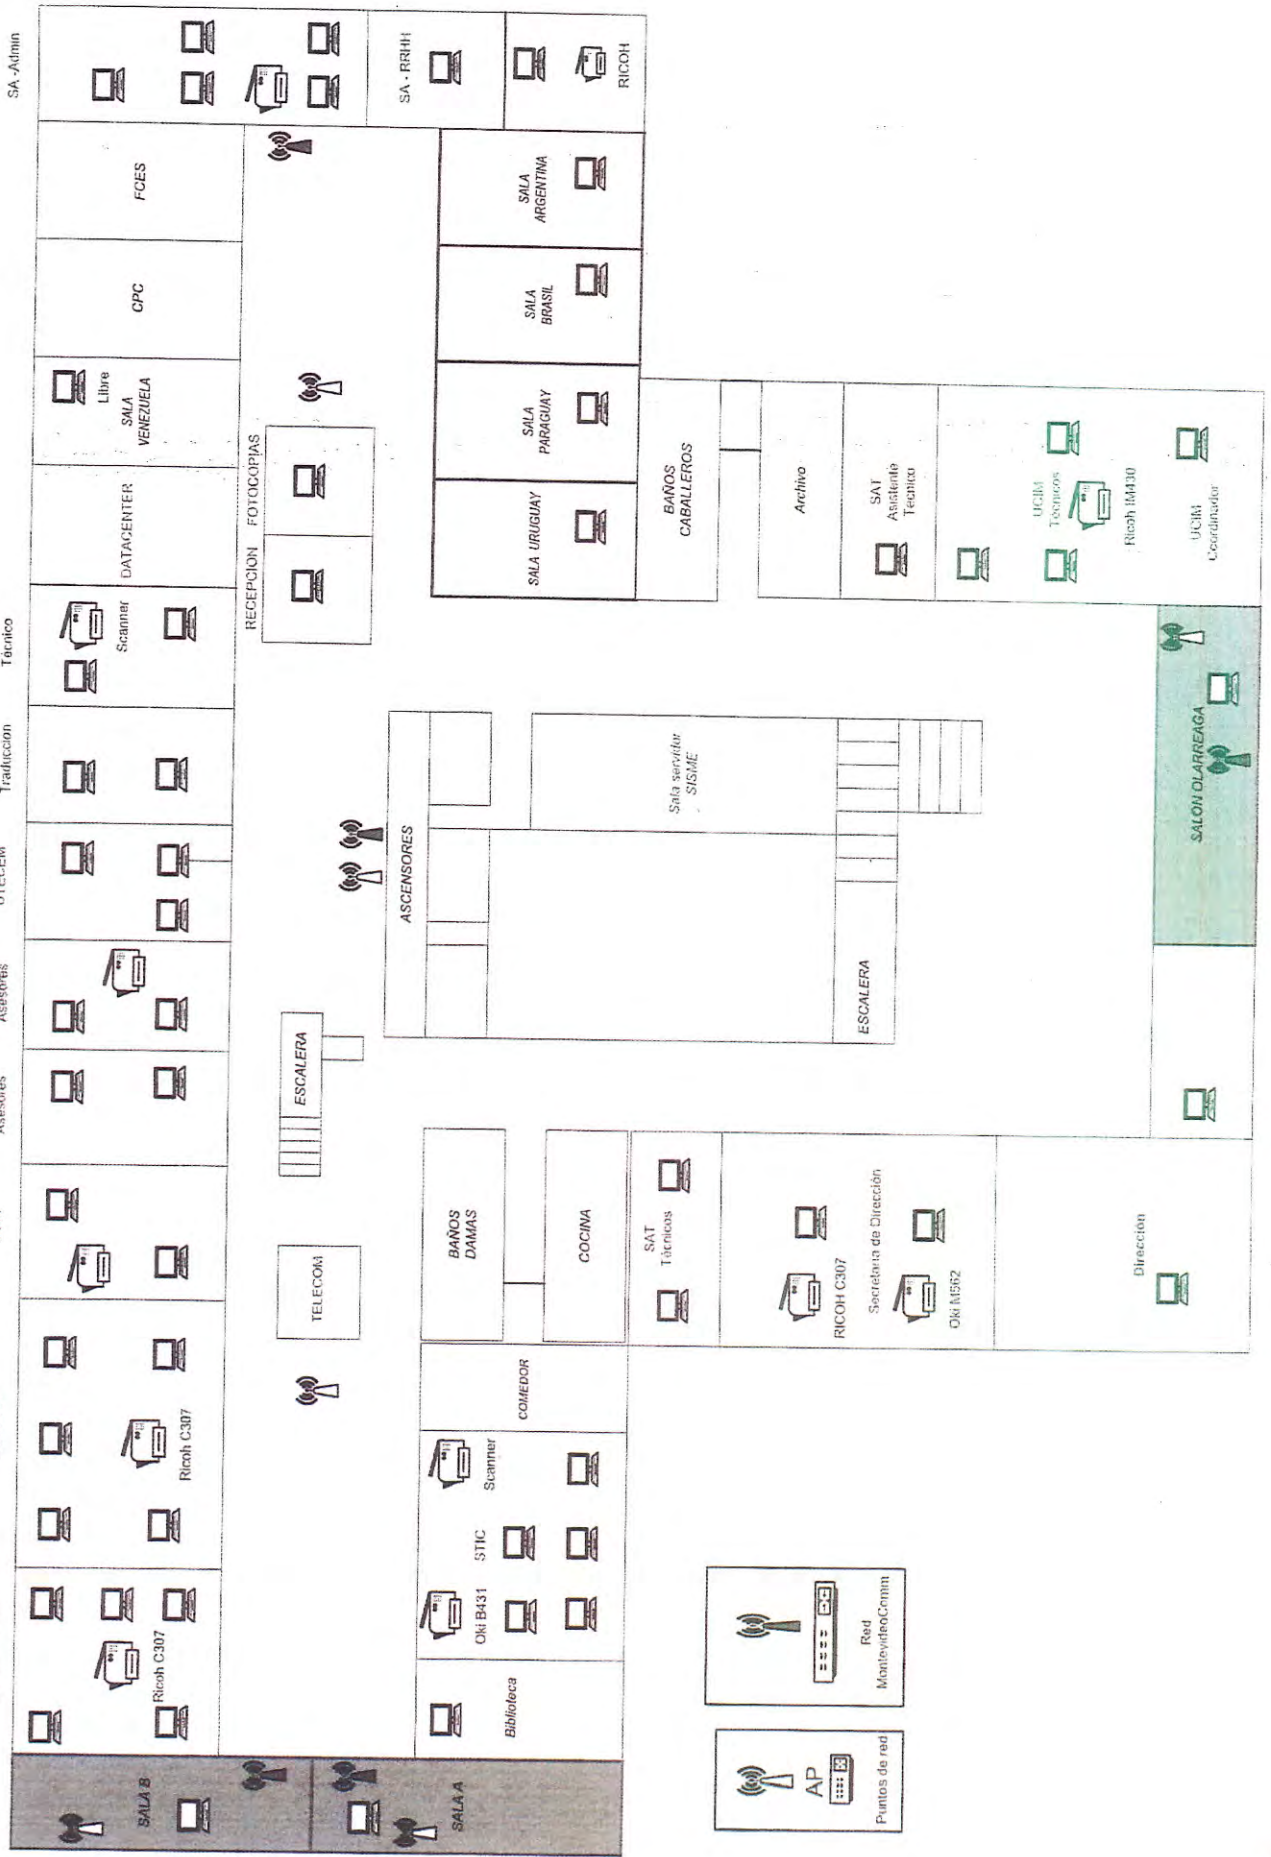 SA -Admin
SA - RRHH
RICOH
FCES
CPC
Libre
SALA
VENEZUELA
DATACENTER
Scanner
Técnico
Traducción
UTECEM
Asesores
Asesores
Ricoh C307
Ricoh C307
SALA B
SALA A
RECEPCION
FOTOCOPIAS
SALA
ARGENTINA
SALA
BRASIL
SALA
PARAGUAY
SALA URUGUAY
BAÑOS
CABALLEROS
Archivo
SAT
Asistente
Tecnico
UCIM
Técnicos
Ricoh IM430
UCIM
Coordinador
SALON OLARREAGA
ASCENSORES
Sala servidor
SISME
ESCALERA
ESCALERA
TELECOM
BAÑOS
DAMAS
COCINA
SAT
Técnicos
RICOH C307
Secretaria de Dirección
Oki M562
Dirección
COMEDOR
Scanner
STIC
Oki B431
Biblioteca
Red
MontevideoComm
AP
Puntos de red